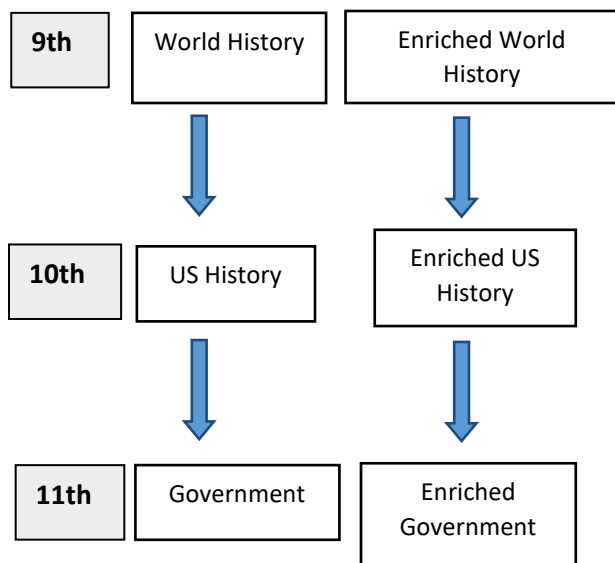 9th
World History
Enriched World
History
10th
US History
Enriched US
History
11th
Government
Enriched
Government